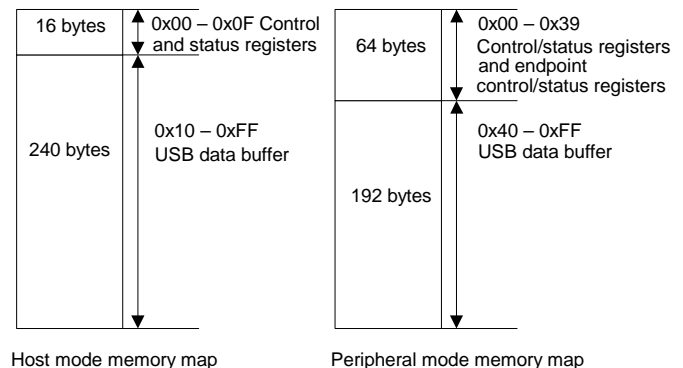 16 bytes
0x00 – 0x0F Control
and status registers
240 bytes
0x10 – 0xFF
USB data buffer
Host mode memory map
64 bytes
0x00 – 0x39
Control/status registers
and endpoint
control/status registers
0x40 – 0xFF
USB data buffer
192 bytes
Peripheral mode memory map